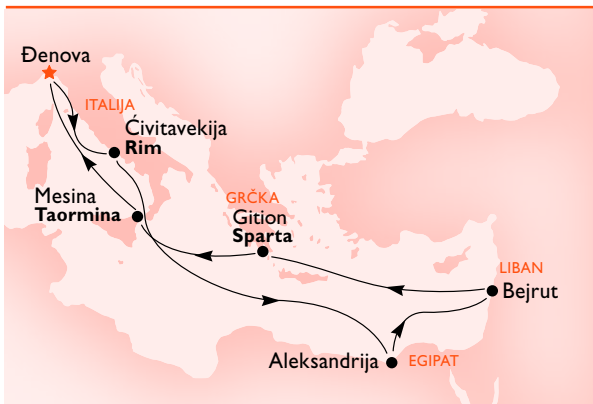 Đenova
ITALIJA
Ćivitavekija
Rim
Mesina
Taormina
GRČKA
Gition
Sparta
LIBAN
Bejrut
Aleksandrija
EGIPAT